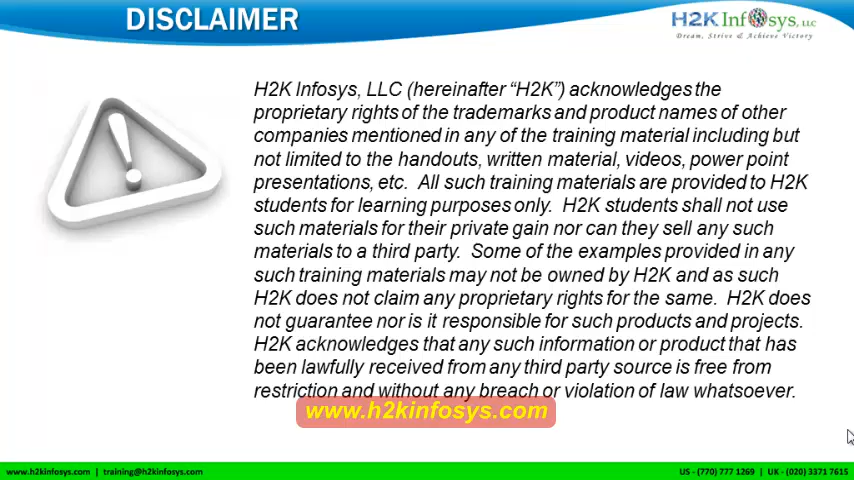 DISCLAIMER
H2K Infosys, LLC
Dream, Strive & Achieve Victory
H2K Infosys, LLC (hereinafter “H2K”) acknowledges the
proprietary rights of the trademarks and product names of other
companies mentioned in any of the training material including but
not limited to the handouts, written material, videos, power point
presentations, etc. All such training materials are provided to H2K
students for learning purposes only. H2K students shall not use
such materials for their private gain nor can they sell any such
materials to a third party. Some of the examples provided in any
such training materials may not be owned by H2K and as such
H2K does not claim any proprietary rights for the same. H2K does
not guarantee nor is it responsible for such products and projects.
H2K acknowledges that any such information or product that has
been lawfully received from any third party source is free from
restriction and without any breach or violation of law whatsoever.
www.h2kinfosys.com
www.h2kinfosys.com | training@h2kinfosys.com
US - (770) 777 1269 | UK - (020) 3371 7615